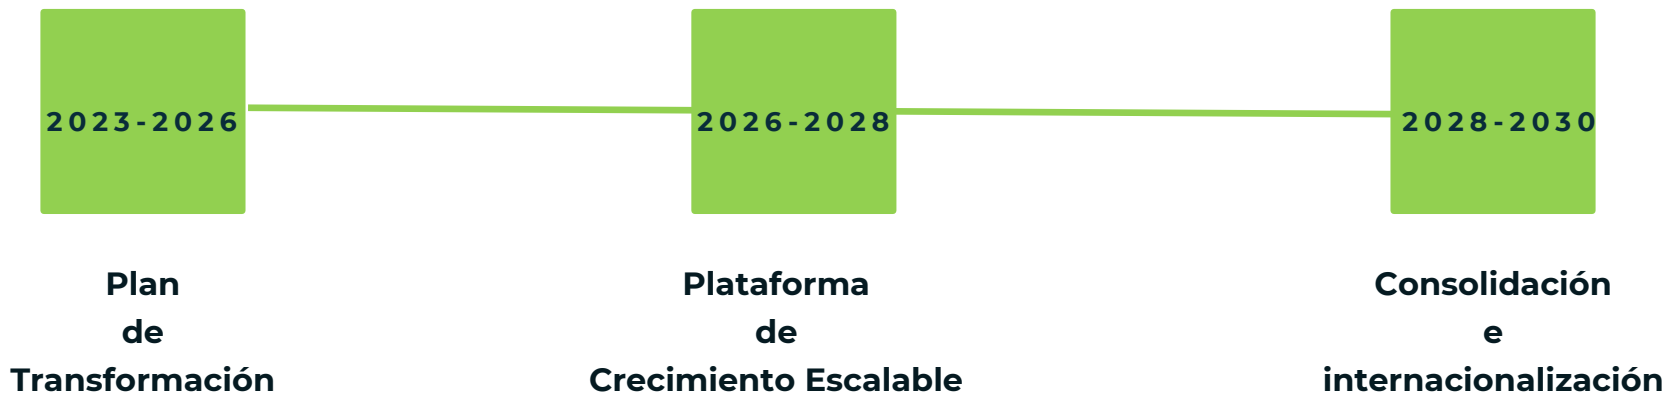 2023-2026
2026-2028
2028-2030
Plan
de
Transformación
Plataforma
de
Crecimiento Escalable
Consolidación
e
internacionalización